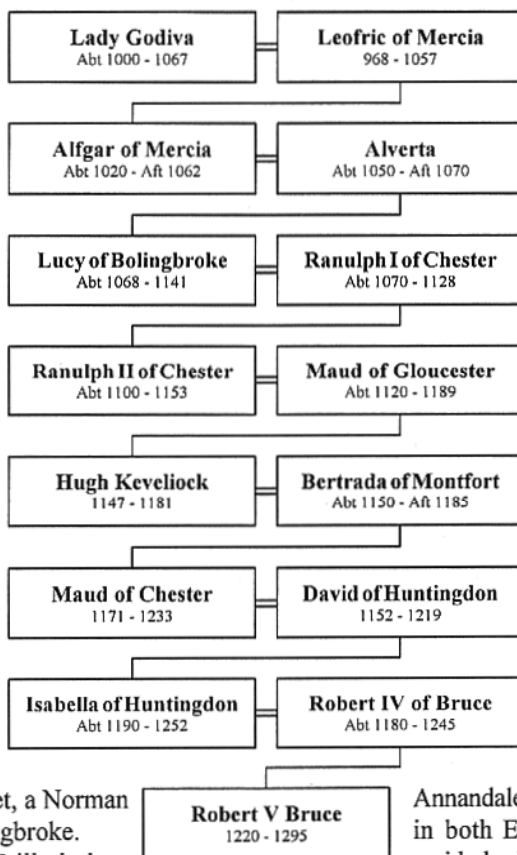 Lady Godiva
Abt 1000 - 1067
Leofric of Mercia
968 - 1057
Alfgar of Mercia
Abt 1020 - Aft 1062
Alverta
Abt 1050 - Aft 1070
Lucy of Bolingbroke
Abt 1068 - 1141
Ranulph I of Chester
Abt 1070 - 1128
Ranulph II of Chester
Abt 1100 - 1153
Maud of Gloucester
Abt 1120 - 1189
Hugh Keveliock
1147 - 1181
Bertrada of Montfort
Abt 1150 - Aft 1185
Maud of Chester
1171 - 1233
David of Huntingdon
1152 - 1219
Isabella of Huntingdon
Abt 1190 - 1252
Robert IV of Bruce
Abt 1180 - 1245
et, a Norman
gbroke.
Robert V Bruce
1220 - 1295
Annandale
in both E